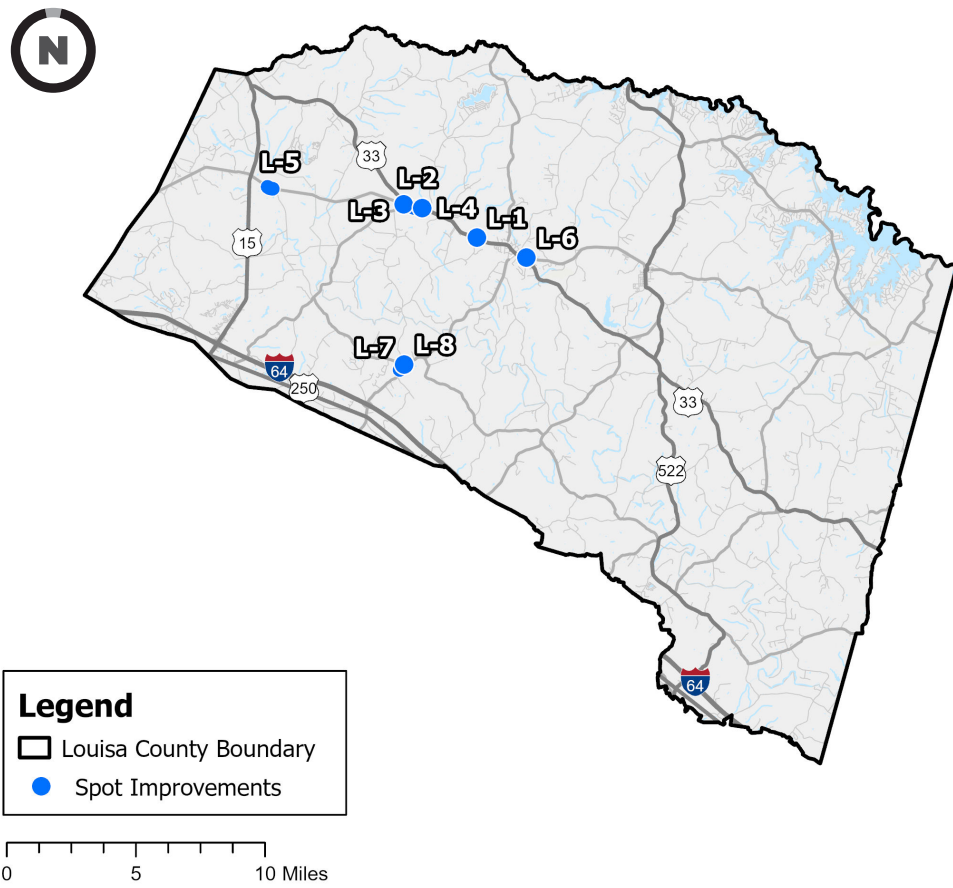 N
33
L-5
L-2
L-3
L-4
L-1
L-6
15
L-7
L-8
64
250
33
522
64
Legend
Louisa County Boundary
Spot Improvements
0
5
10 Miles